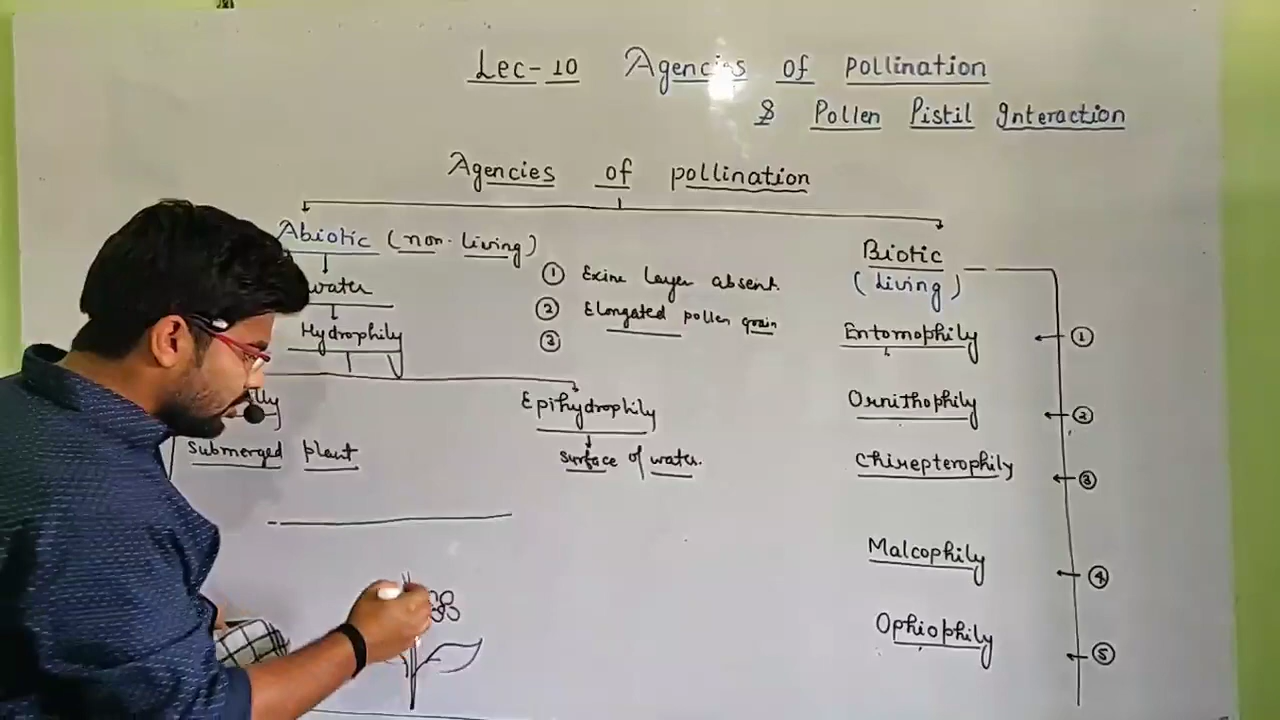 Lec-10 Agencies of pollination
& Pollen Pistil Interaction
Agencies of pollination
Abiotic (non-living)
water
Hydrophily
Submerged plant
① Exine layer absent.
② Elongated pollen grain
③
Epihydrophily
surface of water.
Biotic
(living)
Entomophily ①
Ornithophily ②
Chirepterophily ③
Malcophily ④
Ophiophily ⑤